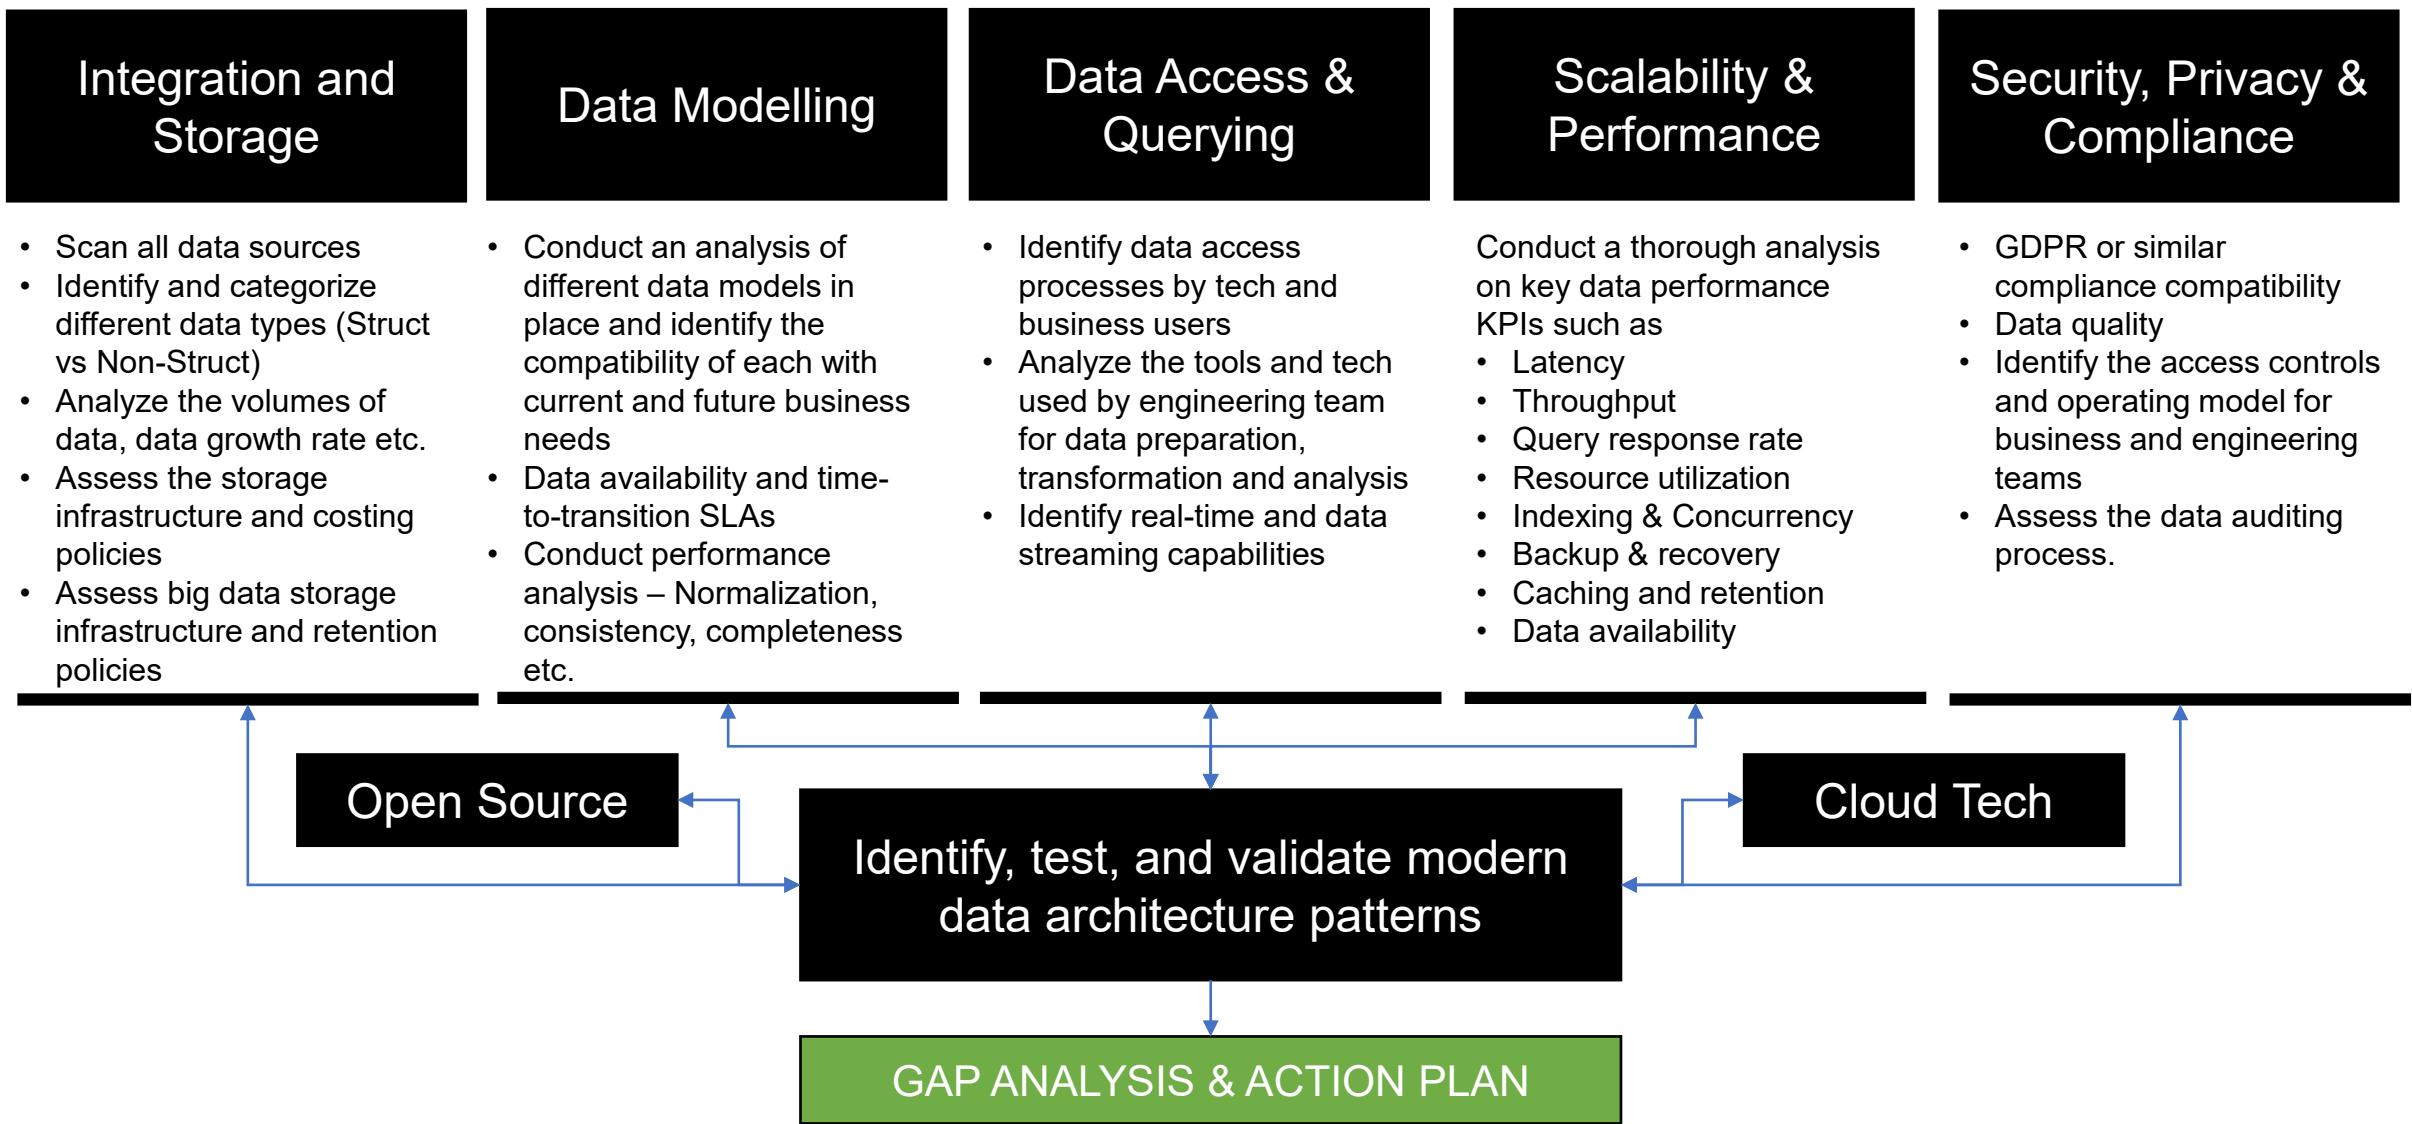 Integration and
Storage
Data Modelling
Data Access &
Querying
Scalability &
Performance
Security, Privacy &
Compliance
• Scan all data sources
• Identify and categorize
different data types (Struct
vs Non-Struct)
• Analyze the volumes of
data, data growth rate etc.
• Assess the storage
infrastructure and costing
policies
• Assess big data storage
infrastructure and retention
policies
• Conduct an analysis of
different data models in
place and identify the
compatibility of each with
current and future business
needs
• Data availability and time-
to-transition SLAs
• Conduct performance
analysis – Normalization,
consistency, completeness
etc.
• Identify data access
processes by tech and
business users
• Analyze the tools and tech
used by engineering team
for data preparation,
transformation and analysis
• Identify real-time and data
streaming capabilities
Conduct a thorough analysis
on key data performance
KPIs such as
• Latency
• Throughput
• Query response rate
• Resource utilization
• Indexing & Concurrency
• Backup & recovery
• Caching and retention
• Data availability
• GDPR or similar
compliance compatibility
• Data quality
• Identify the access controls
and operating model for
business and engineering
teams
• Assess the data auditing
process.
Open Source
Cloud Tech
Identify, test, and validate modern
data architecture patterns
GAP ANALYSIS & ACTION PLAN